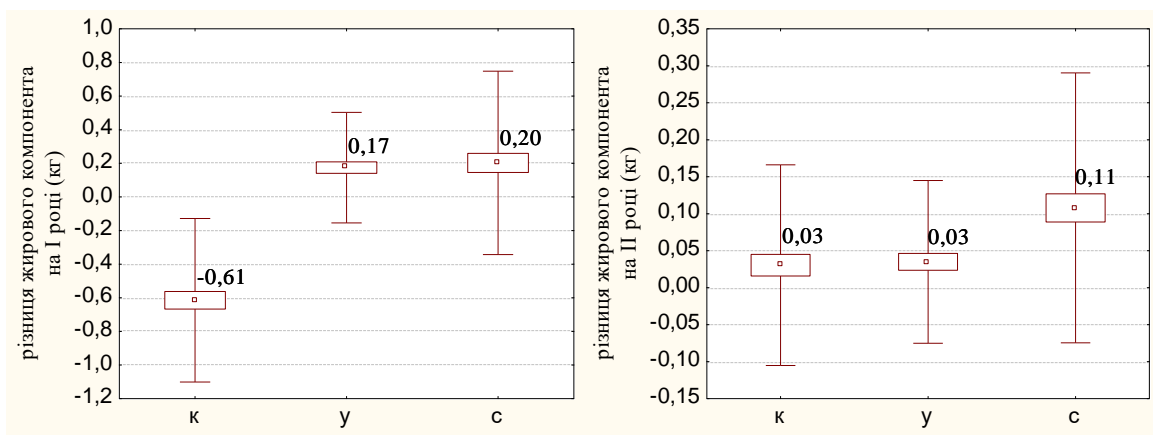 різниця жирового компонента
на I році (кг)
1,0
0,8
0,6
0,4
0,2
0,0
-0,2
-0,4
-0,6
-0,8
-1,0
-1,2
-0,61
0,17
0,20
к
у
с
різниця жирового компонента
на II році (кг)
0,35
0,30
0,25
0,20
0,15
0,10
0,05
0,00
-0,05
-0,10
-0,15
0,03
0,03
0,11
к
у
с